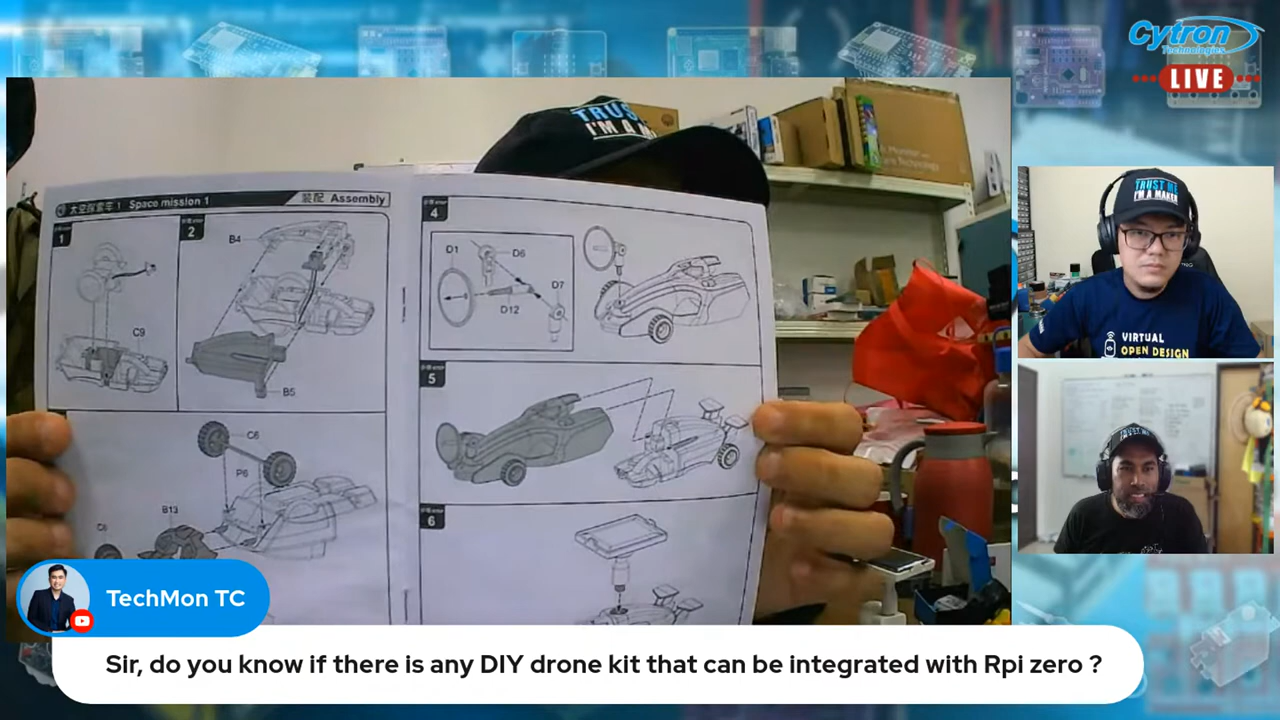 Cytron
Technologies
LIVE
TRUST
I'M A M
太空探索车 1 Space mission 1
装配 Assembly
1
2
4
B4
D1
D6
D7
D12
C9
B5
5
C6
P6
B13
C6
6
TRUST ME
I'M A MAKER
VIRTUAL
OPEN DESIGN
TechMon TC
Sir, do you know if there is any DIY drone kit that can be integrated with Rpi zero ?